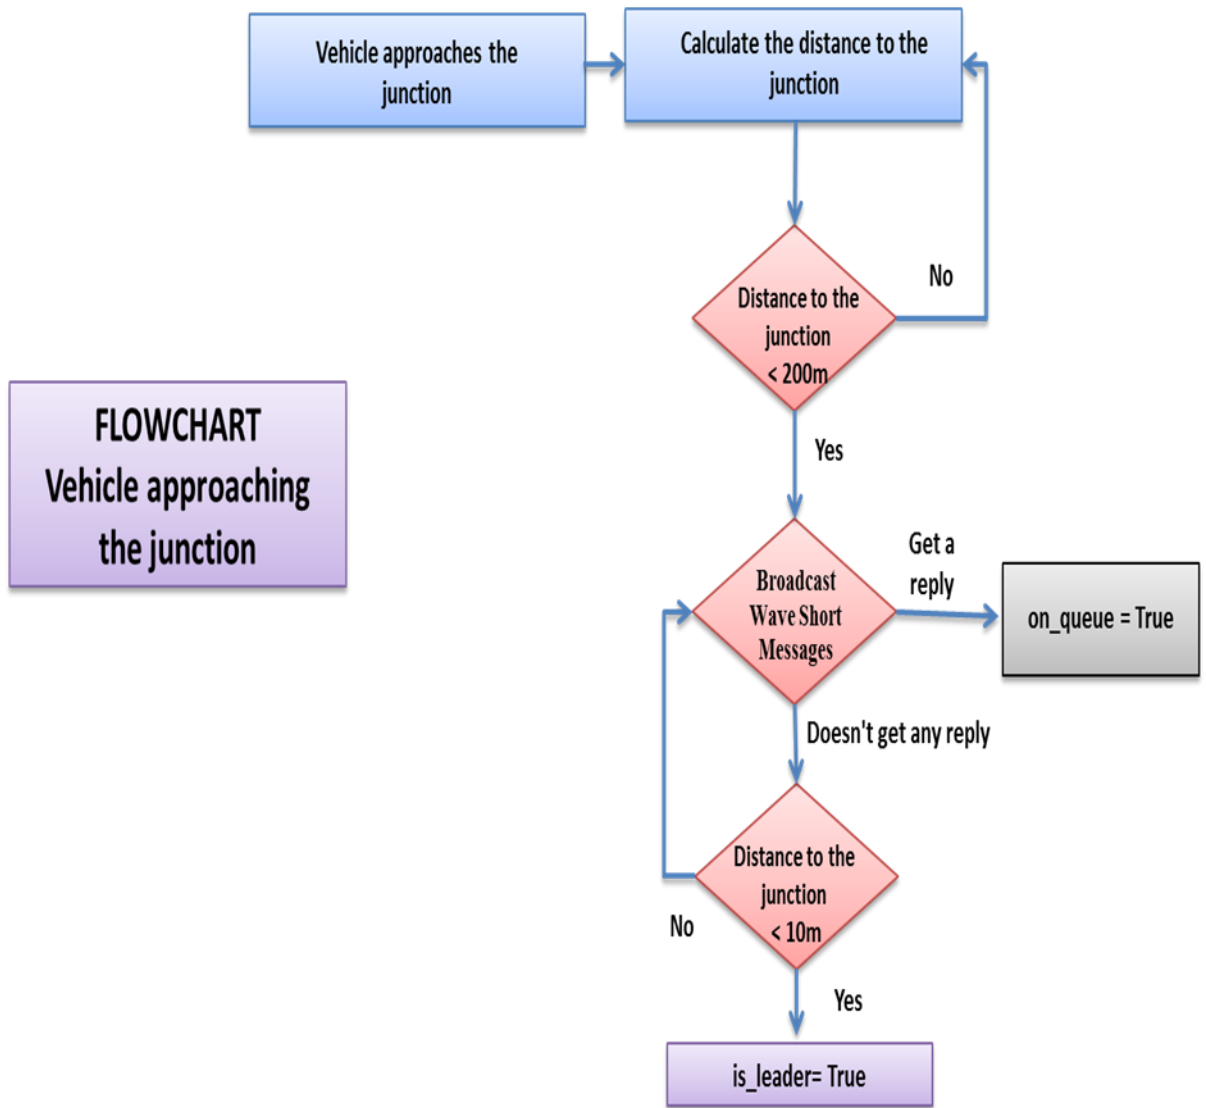 Vehicle approaches the
junction
Calculate the distance to the
junction
Distance to the
junction
< 200m
No
Yes
FLOWCHART
Vehicle approaching
the junction
Broadcast
Wave Short
Messages
Get a
reply
on_queue = True
Doesn't get any reply
Distance to the
junction
< 10m
No
Yes
is_leader= True